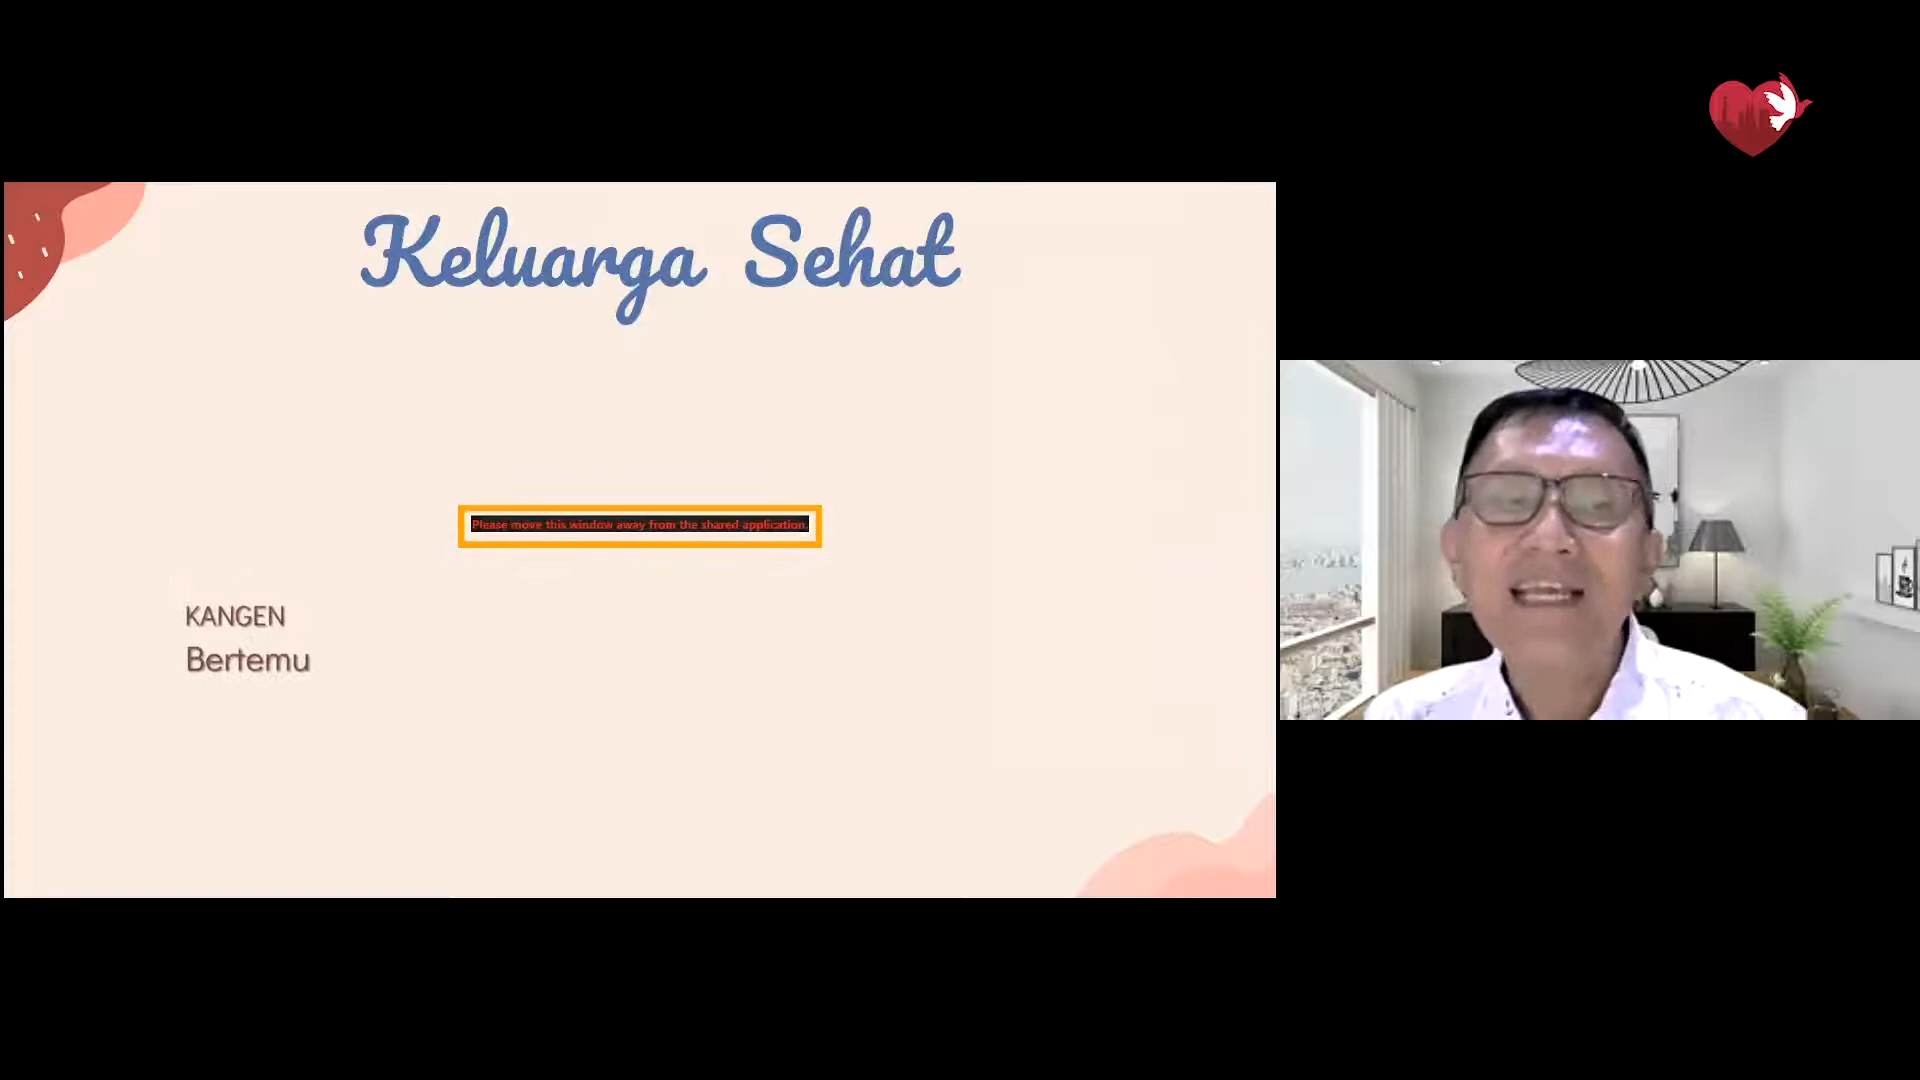 Keluarga Sehat
Please move this window away from the shared application.
KANGEN
Bertemu